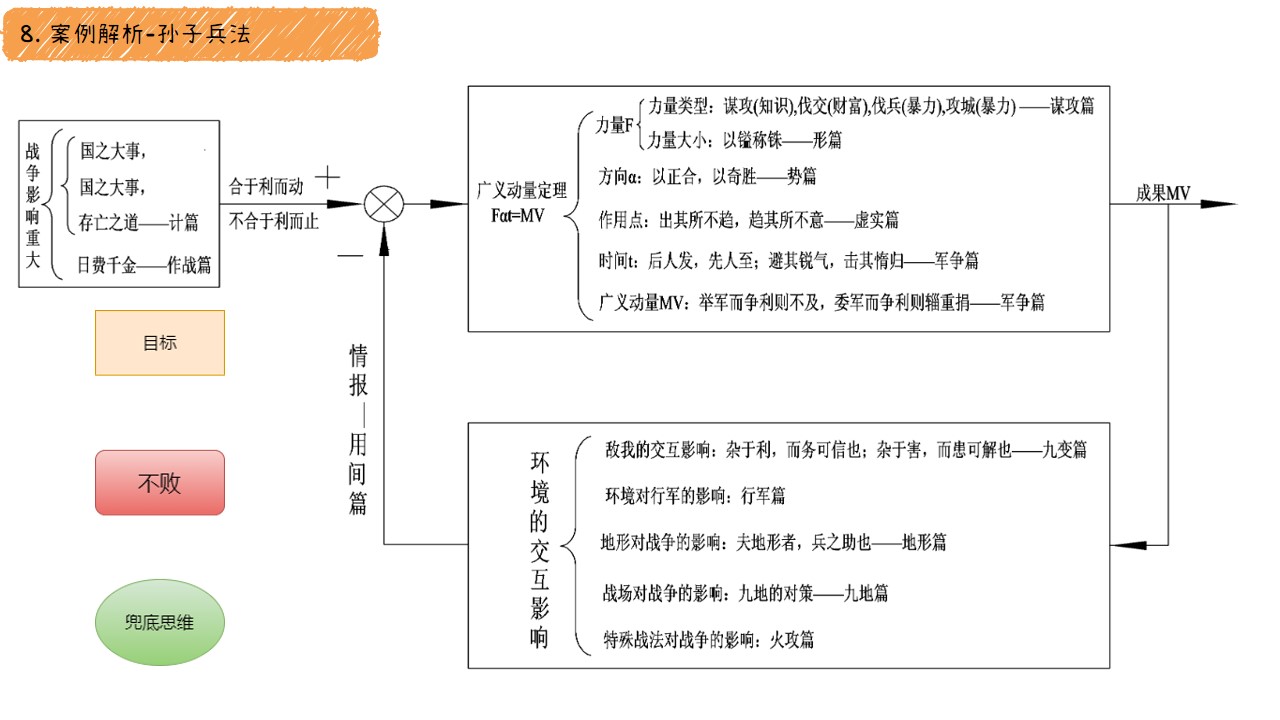 8. 案例解析-孙子兵法
战争影响重大
国之大事，
国之大事，
存亡之道——计篇
日费千金——作战篇
合于利而动
不合于利而止
+
—
广义动量定理
Fαt=MV
力量F
力量类型：谋攻(知识),伐交(财富),伐兵(暴力),攻城(暴力) ——谋攻篇
力量大小：以镒称铢——形篇
方向α：以正合，以奇胜——势篇
作用点：出其所不趋，趋其所不意——虚实篇
时间t：后人发，先人至；避其锐气，击其惰归——军争篇
广义动量MV：举军而争利则不及，委军而争利则辎重捐——军争篇
成果MV
目标
不败
兜底思维
情报—用间篇
环境的交互影响
敌我的交互影响：杂于利，而务可信也；杂于害，而患可解也——九变篇
环境对行军的影响：行军篇
地形对战争的影响：夫地形者，兵之助也——地形篇
战场对战争的影响：九地的对策——九地篇
特殊战法对战争的影响：火攻篇